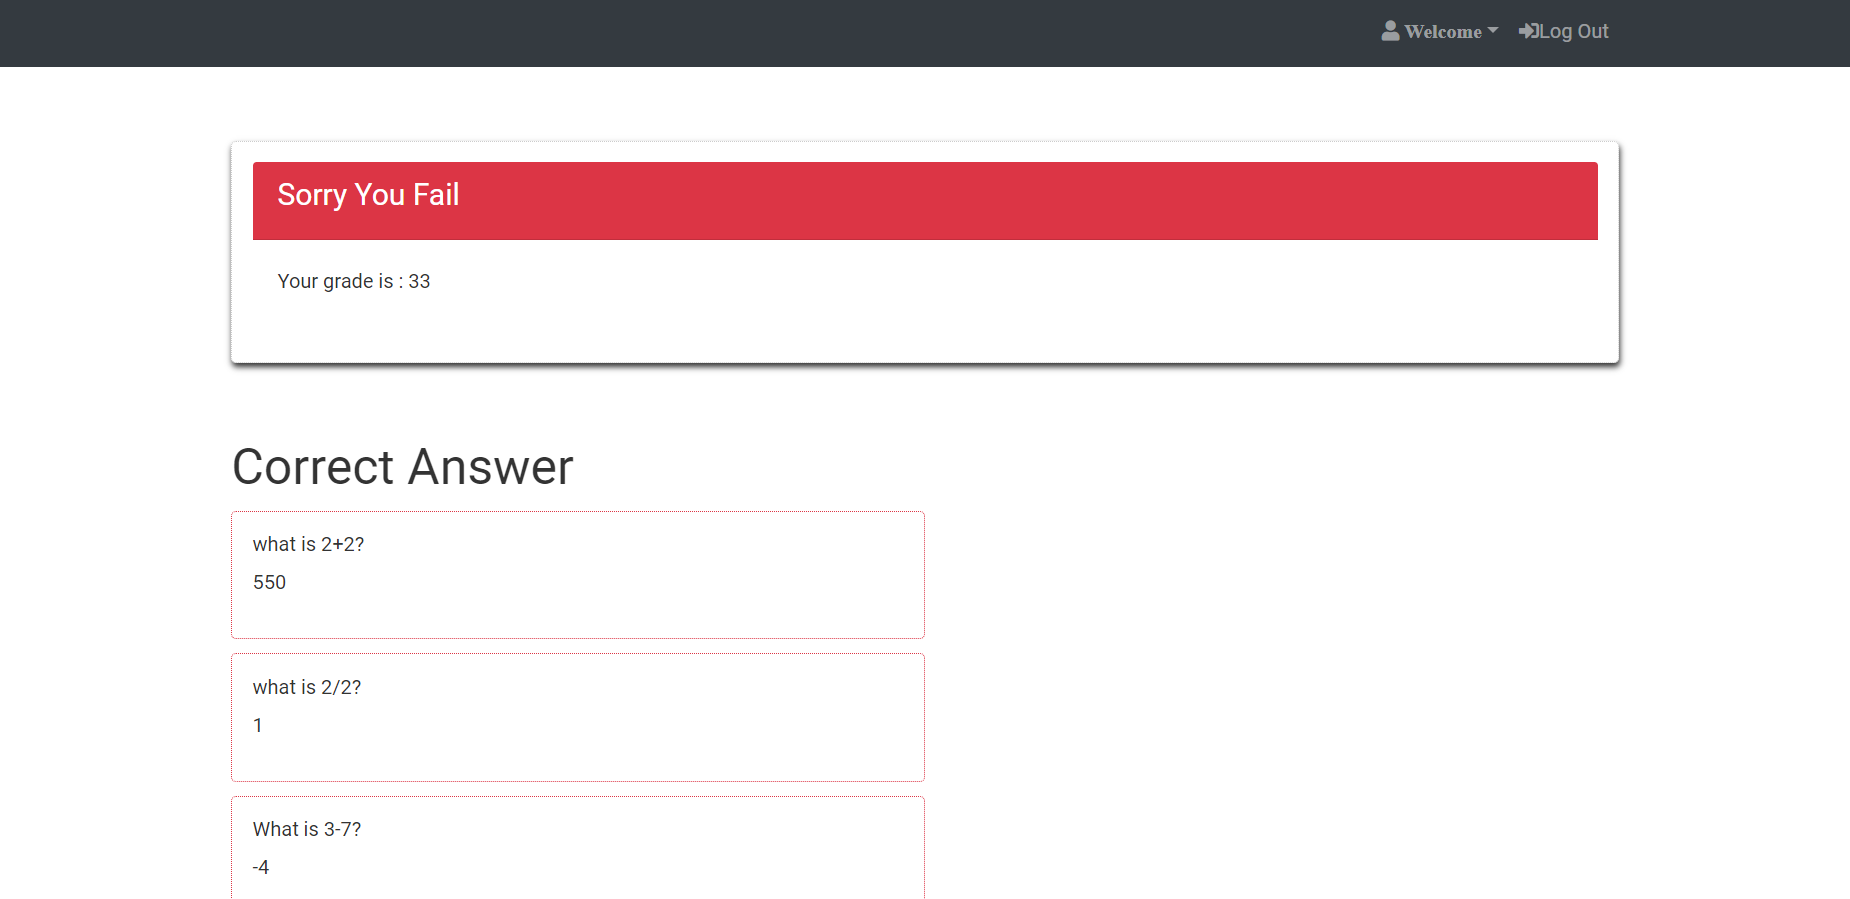 Welcome Log Out
Sorry You Fail
Your grade is : 33
Correct Answer
what is 2+2?
550
what is 2/2?
1
What is 3-7?
-4